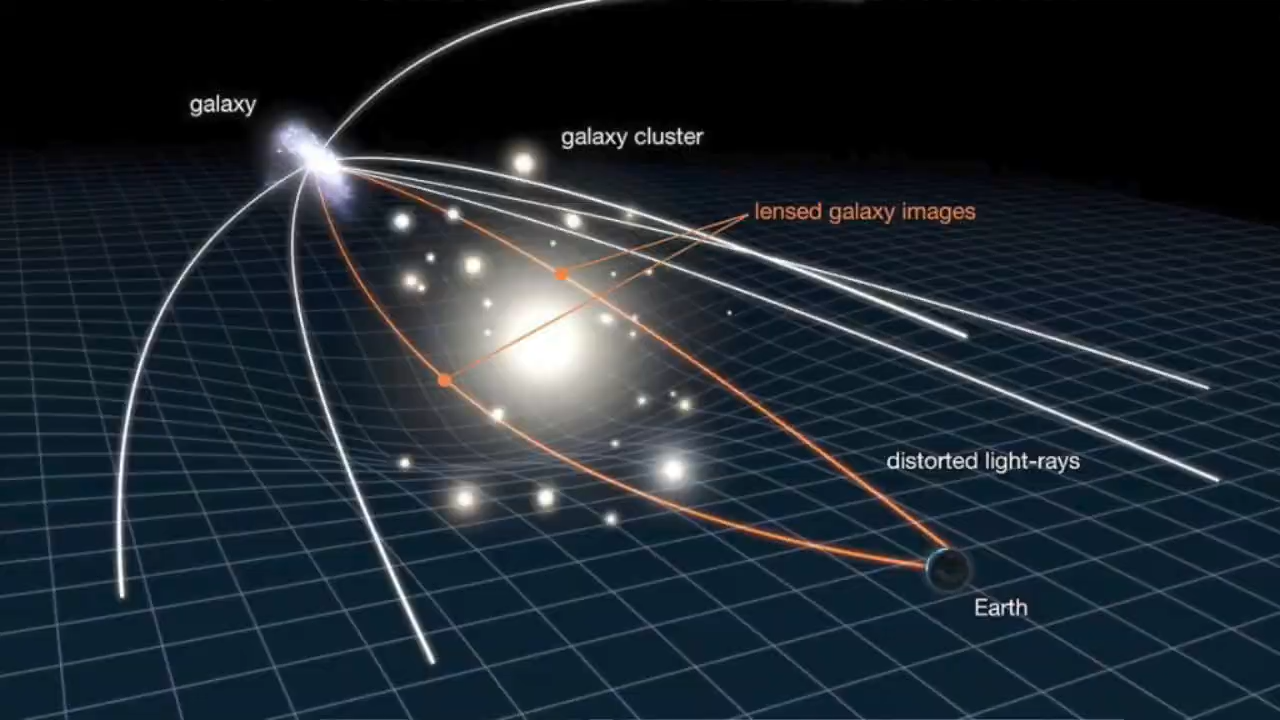 galaxy
galaxy cluster
lensed galaxy images
distorted light-rays
Earth